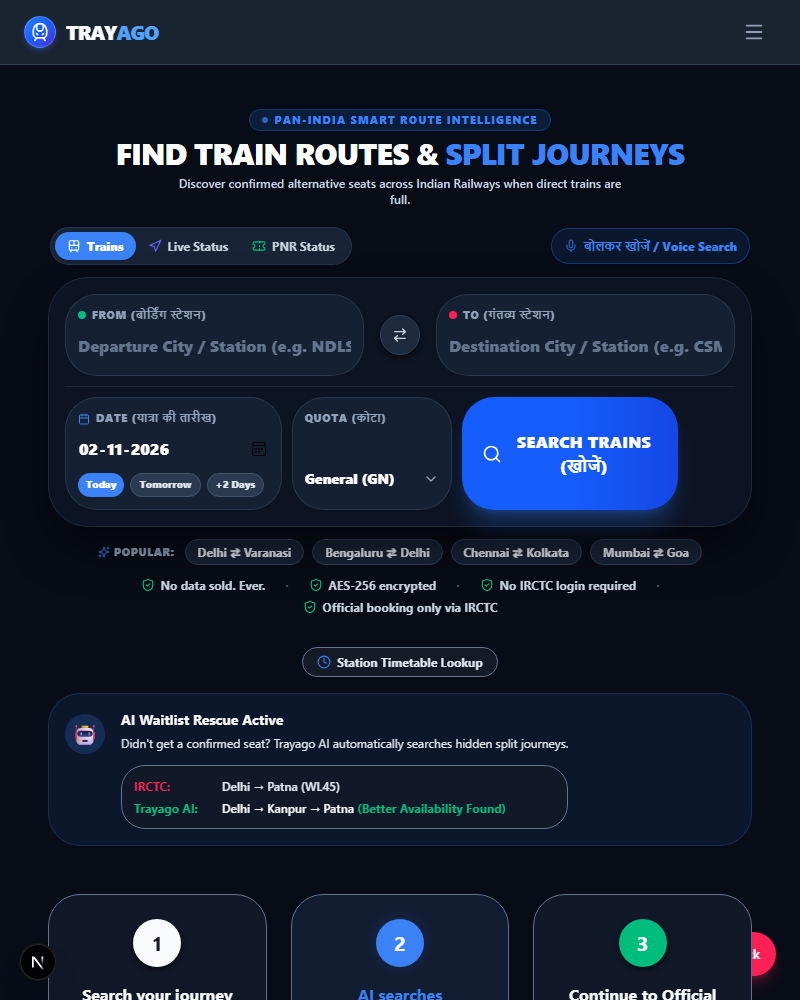 TRAYAGO
PAN-INDIA SMART ROUTE INTELLIGENCE
FIND TRAIN ROUTES & SPLIT JOURNEYS
Discover confirmed alternative seats across Indian Railways when direct trains are
full.
Trains
Live Status
PNR Status
बोलकर खोजें / Voice Search
FROM (बोर्डिंग स्टेशन)
Departure City / Station (e.g. NDLS
TO (गंतव्य स्टेशन)
Destination City / Station (e.g. CSM
DATE (यात्रा की तारीख)
02-11-2026
Today
Tomorrow
+2 Days
QUOTA (कोटा)
General (GN)
SEARCH TRAINS
(खोजें)
POPULAR:
Delhi ⇄ Varanasi
Bengaluru ⇄ Delhi
Chennai ⇄ Kolkata
Mumbai ⇄ Goa
No data sold. Ever. · AES-256 encrypted · No IRCTC login required ·
Official booking only via IRCTC
Station Timetable Lookup
AI Waitlist Rescue Active
Didn't get a confirmed seat? Trayago AI automatically searches hidden split journeys.
IRCTC: Delhi → Patna (WL45)
Trayago AI: Delhi → Kanpur → Patna (Better Availability Found)
1
Search your journey
2
AI searches
3
Continue to Official
k
N